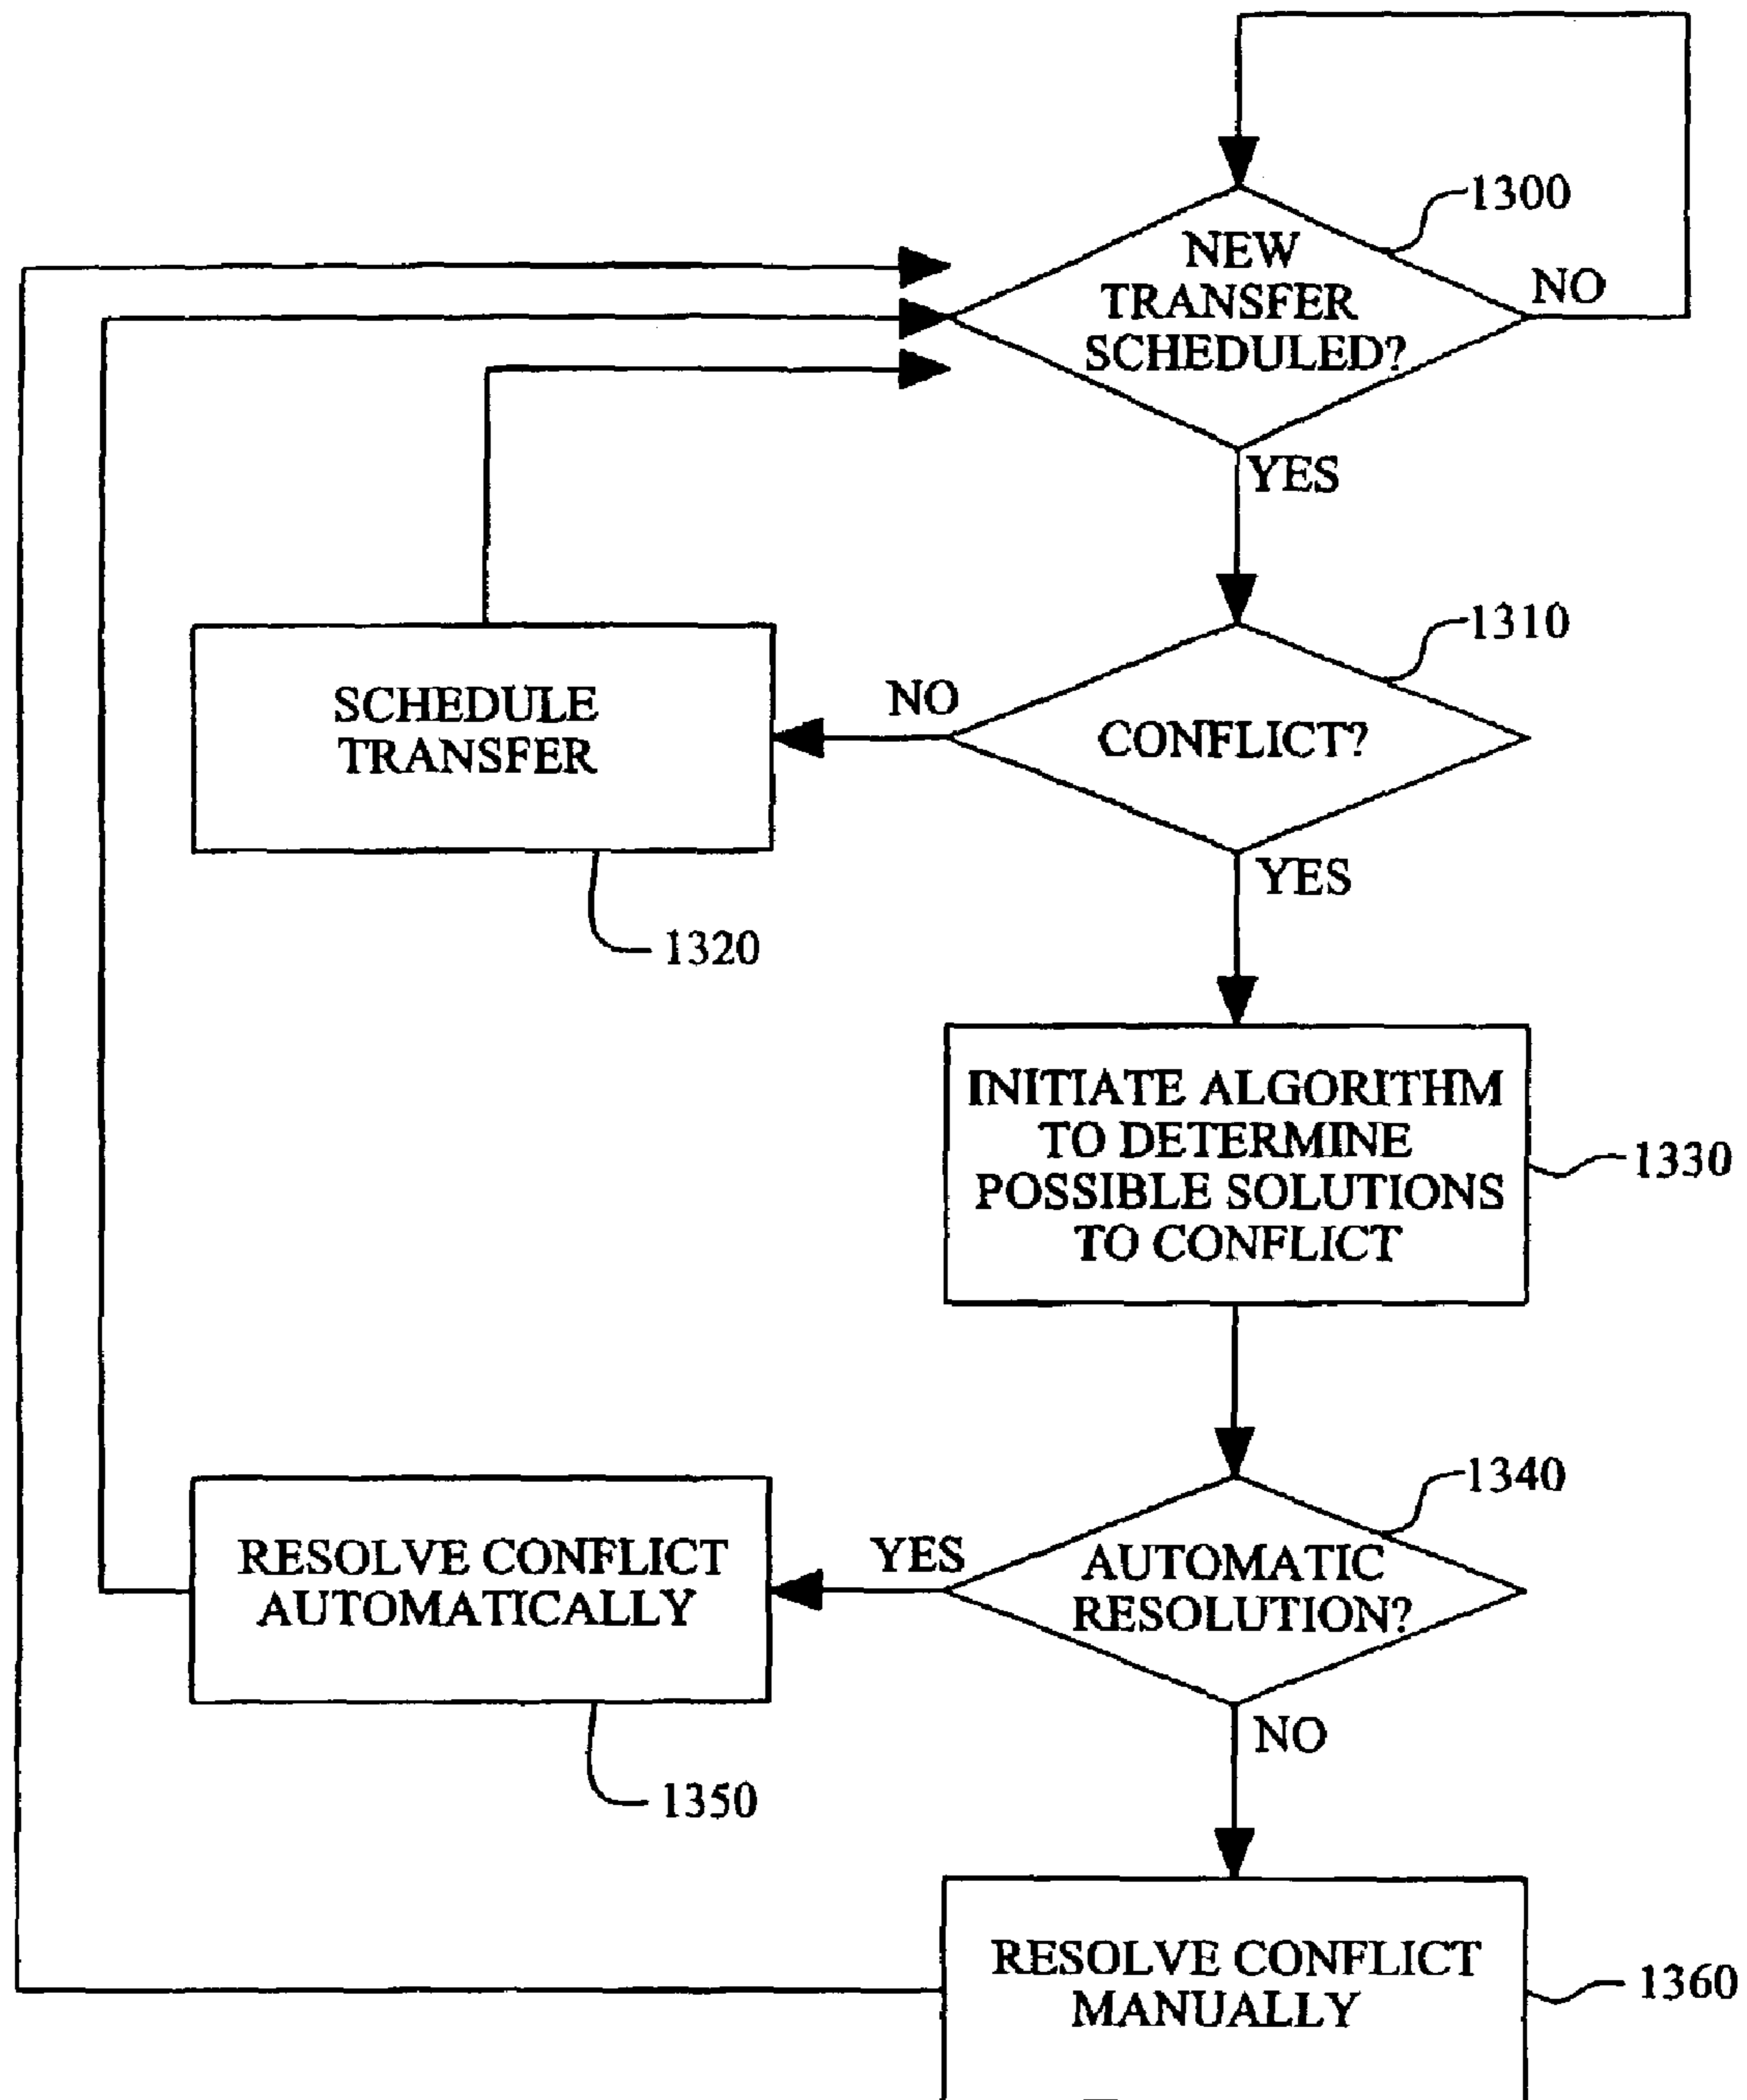 1300
NEW
TRANSFER
SCHEDULED?
NO
YES
1310
CONFLICT?
NO
SCHEDULE
TRANSFER
1320
YES
INITIATE ALGORITHM
TO DETERMINE
POSSIBLE SOLUTIONS
TO CONFLICT
1330
1340
AUTOMATIC
RESOLUTION?
YES
RESOLVE CONFLICT
AUTOMATICALLY
1350
NO
RESOLVE CONFLICT
MANUALLY
1360